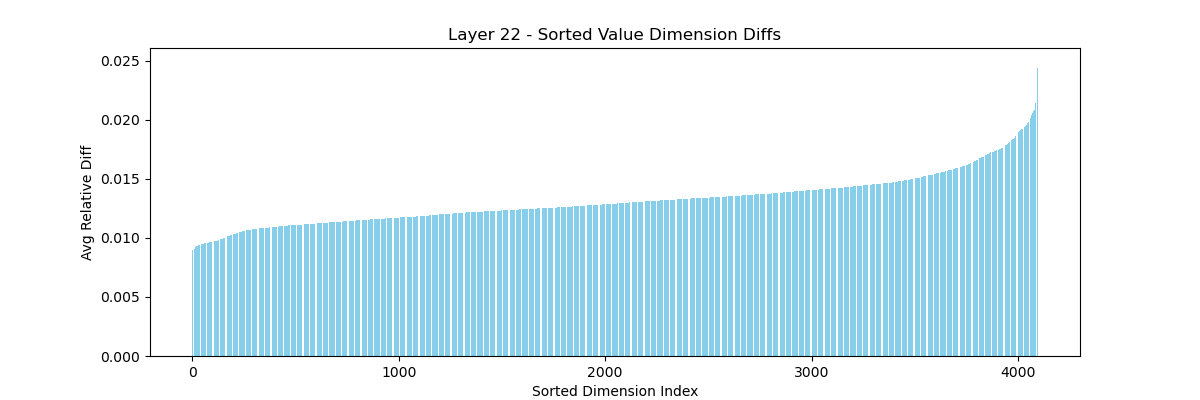 Layer 22 - Sorted Value Dimension Diffs
0.025
0.020
0.015
0.010
0.005
0.000
Avg Relative Diff
0 1000 2000 3000 4000
Sorted Dimension Index